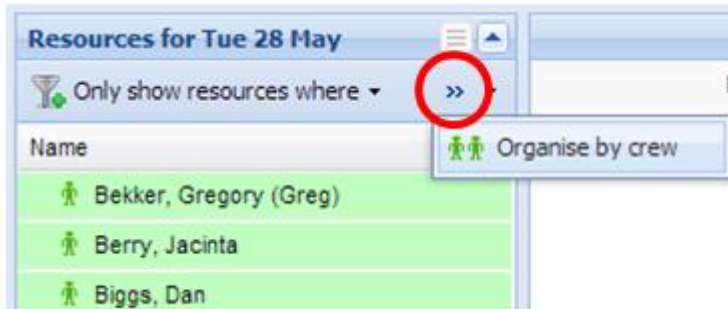 Resources for Tue 28 May
Only show resources where
»
Name
Organise by crew
Bekker, Gregory (Greg)
Berry, Jacinta
Biggs, Dan